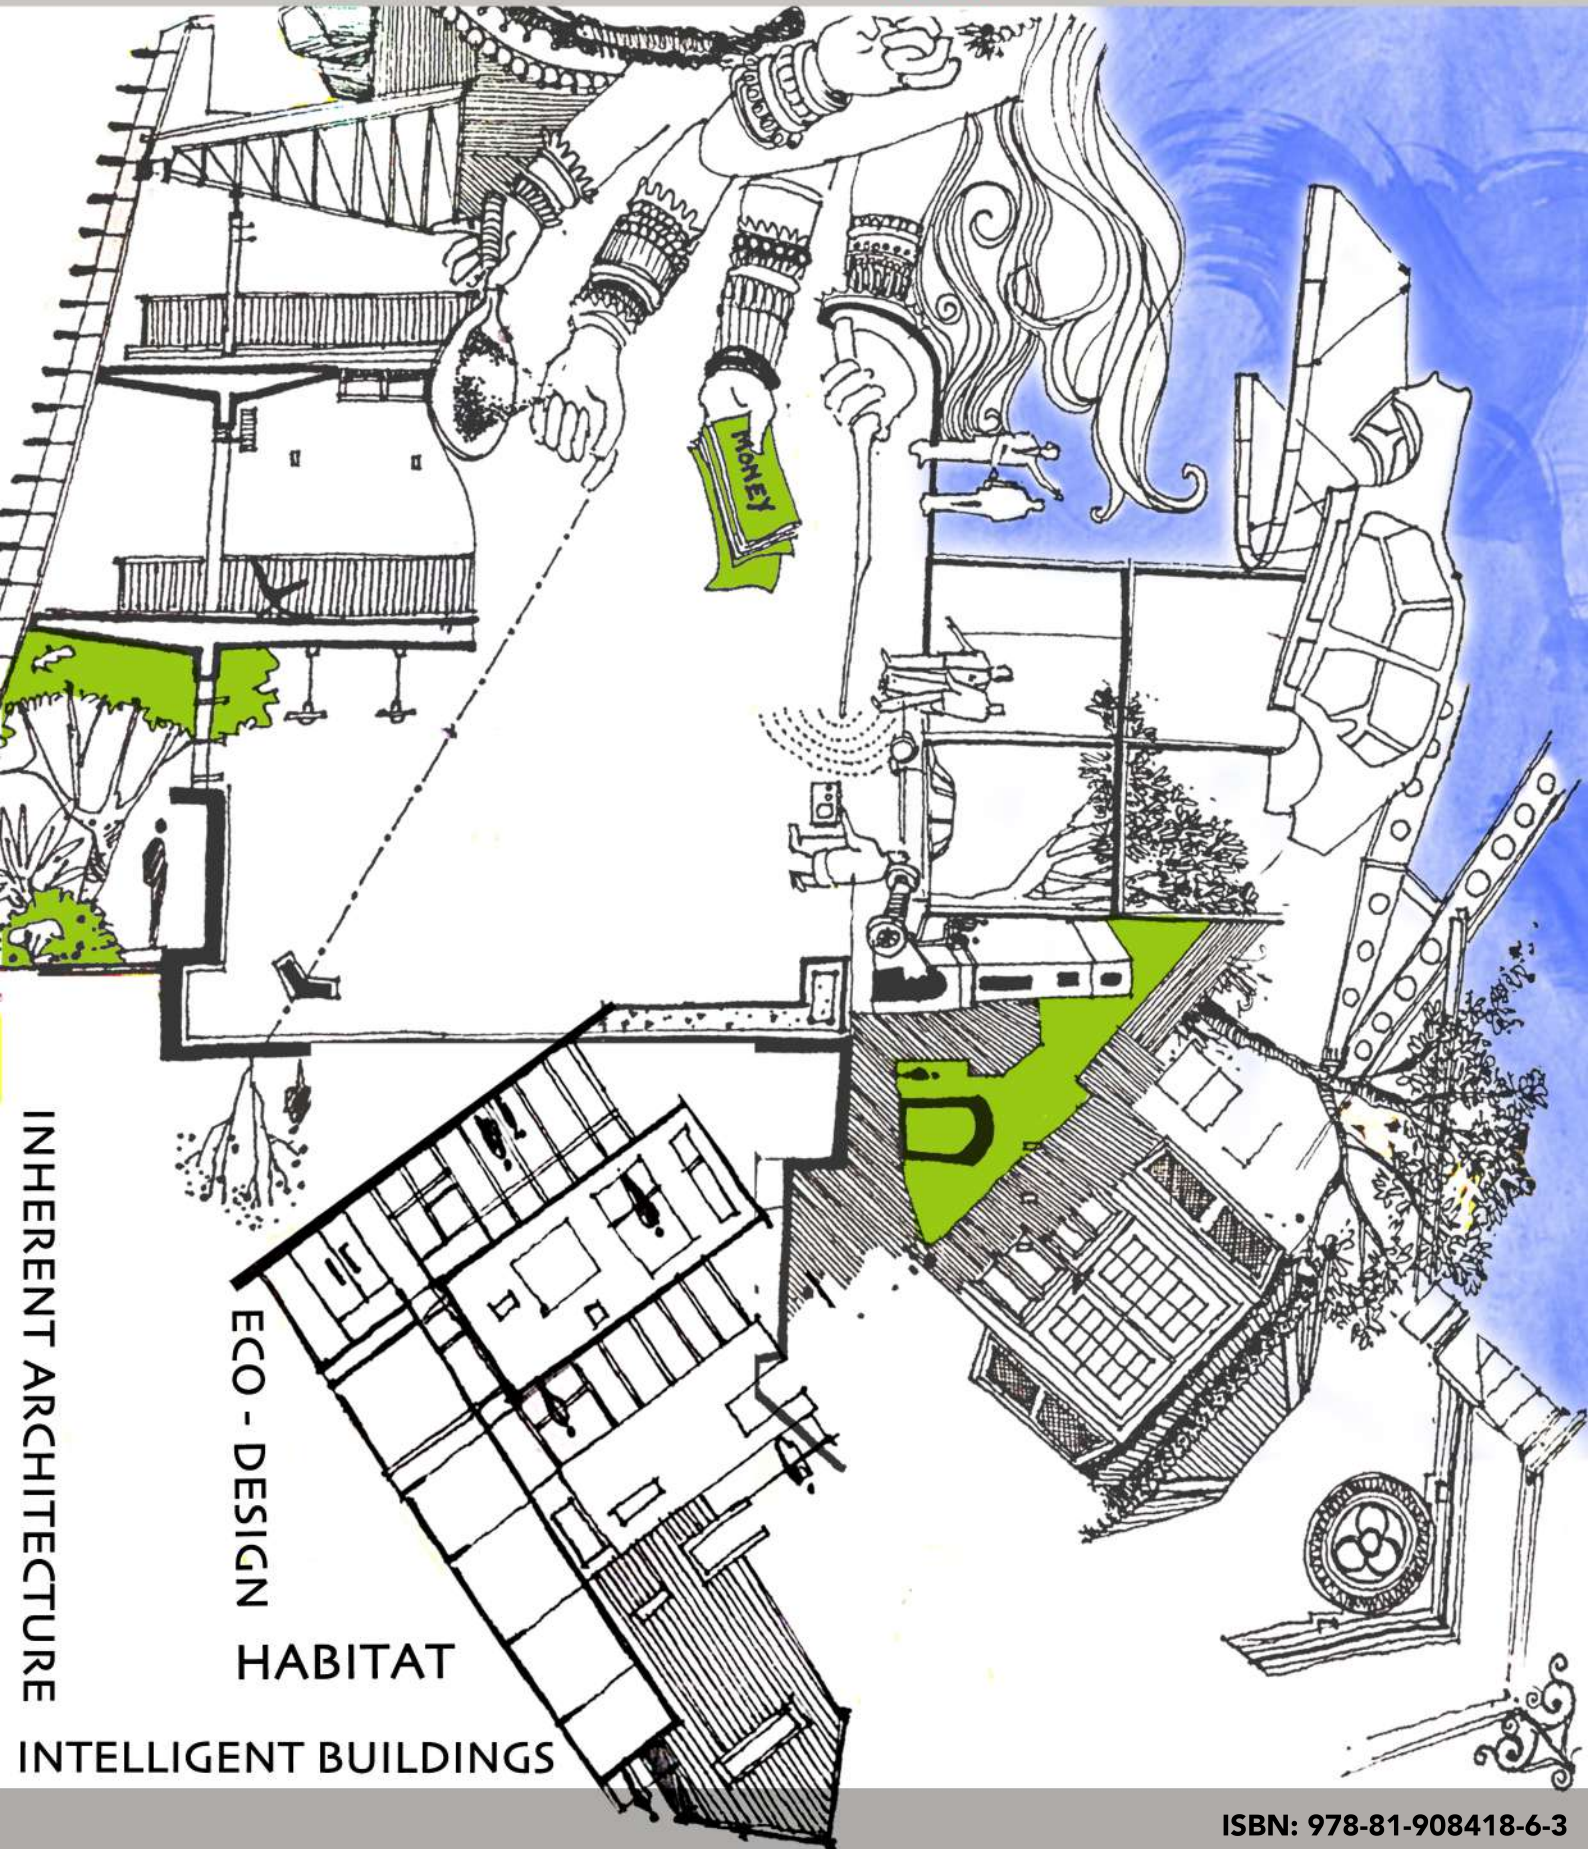 MONEY
INHERENT ARCHITECTURE
ECO - DESIGN
HABITAT
INTELLIGENT BUILDINGS
ISBN: 978-81-908418-6-3